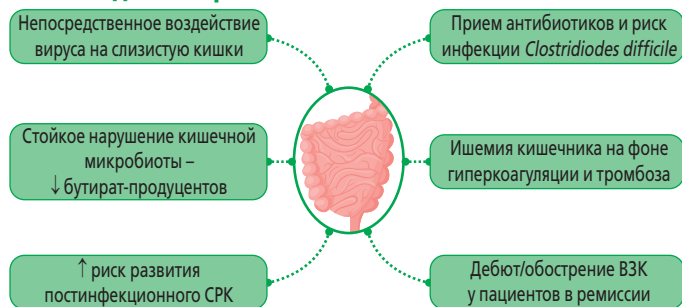 Непосредственное воздействие
вируса на слизистую кишки
Прием антибиотиков и риск
инфекции Clostridiodes difficile
Стойкое нарушение кишечной
микробиоты –
↓ бутират-продуцентов
Ишемия кишечника на фоне
гиперкоагуляции и тромбоза
↑ риск развития
постинфекционного СРК
Дебют/обострение ВЗК
у пациентов в ремиссии